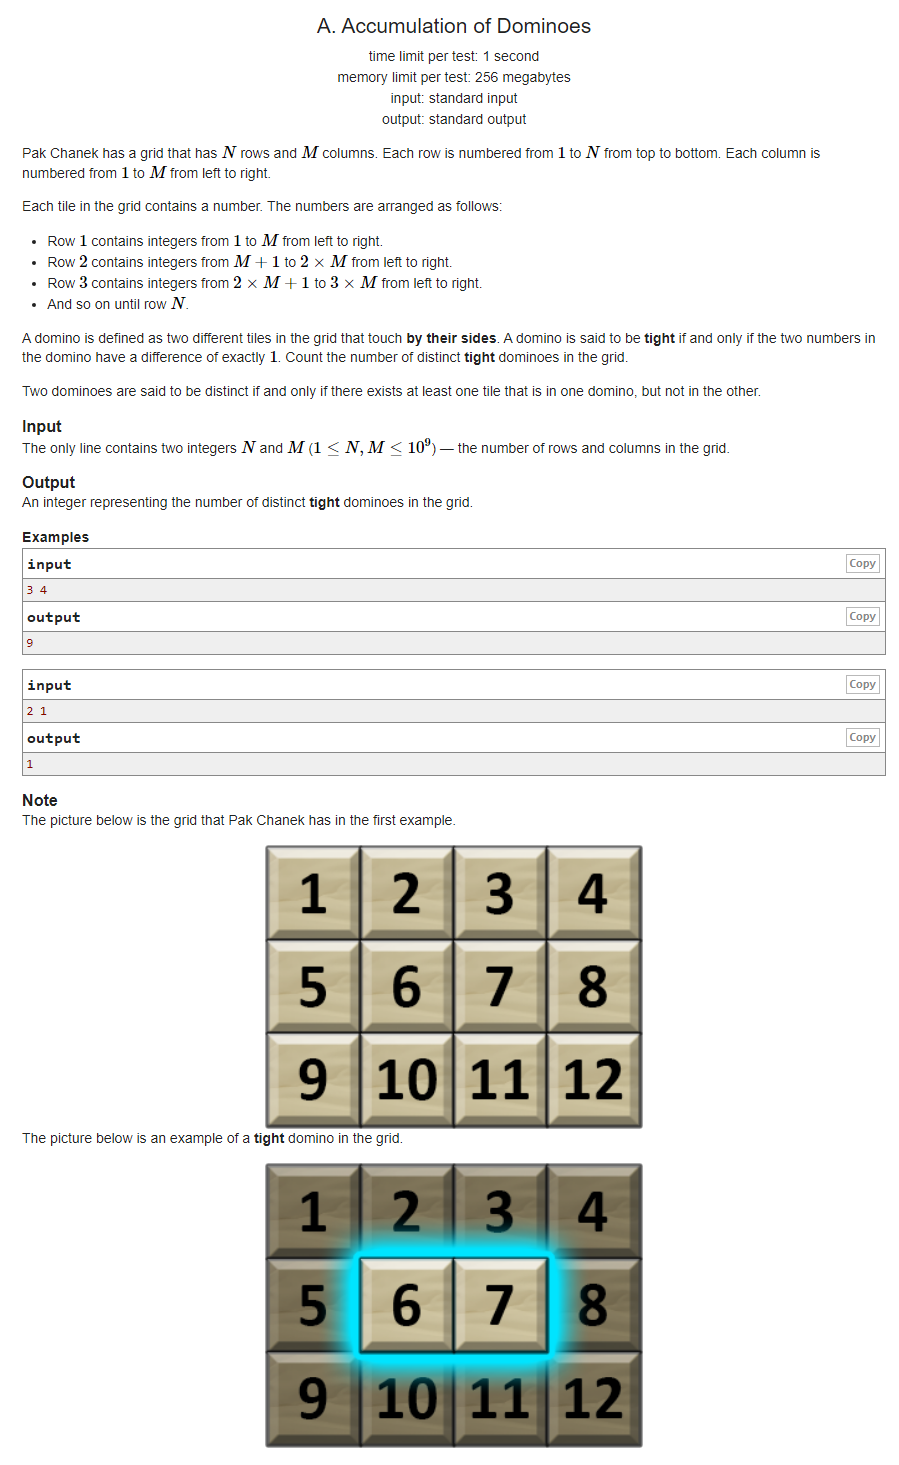 A. Accumulation of Dominoes
time limit per test: 1 second
memory limit per test: 256 megabytes
input: standard input
output: standard output
Pak Chanek has a grid that has N rows and M columns. Each row is numbered from 1 to N from top to bottom. Each column is
numbered from 1 to M from left to right.
Each tile in the grid contains a number. The numbers are arranged as follows:
• Row 1 contains integers from 1 to M from left to right.
• Row 2 contains integers from M + 1 to 2 × M from left to right.
• Row 3 contains integers from 2 × M + 1 to 3 × M from left to right.
• And so on until row N.
A domino is defined as two different tiles in the grid that touch by their sides. A domino is said to be tight if and only if the two numbers in
the domino have a difference of exactly 1. Count the number of distinct tight dominoes in the grid.
Two dominoes are said to be distinct if and only if there exists at least one tile that is in one domino, but not in the other.
Input
The only line contains two integers N and M (1 ≤ N, M ≤ 10⁹) — the number of rows and columns in the grid.
Output
An integer representing the number of distinct tight dominoes in the grid.
Examples
input Copy
3 4
output Copy
9
input Copy
2 1
output Copy
1
Note
The picture below is the grid that Pak Chanek has in the first example.
1 2 3 4
5 6 7 8
9 10 11 12
The picture below is an example of a tight domino in the grid.
1 2 3 4
5 6 7 8
9 10 11 12